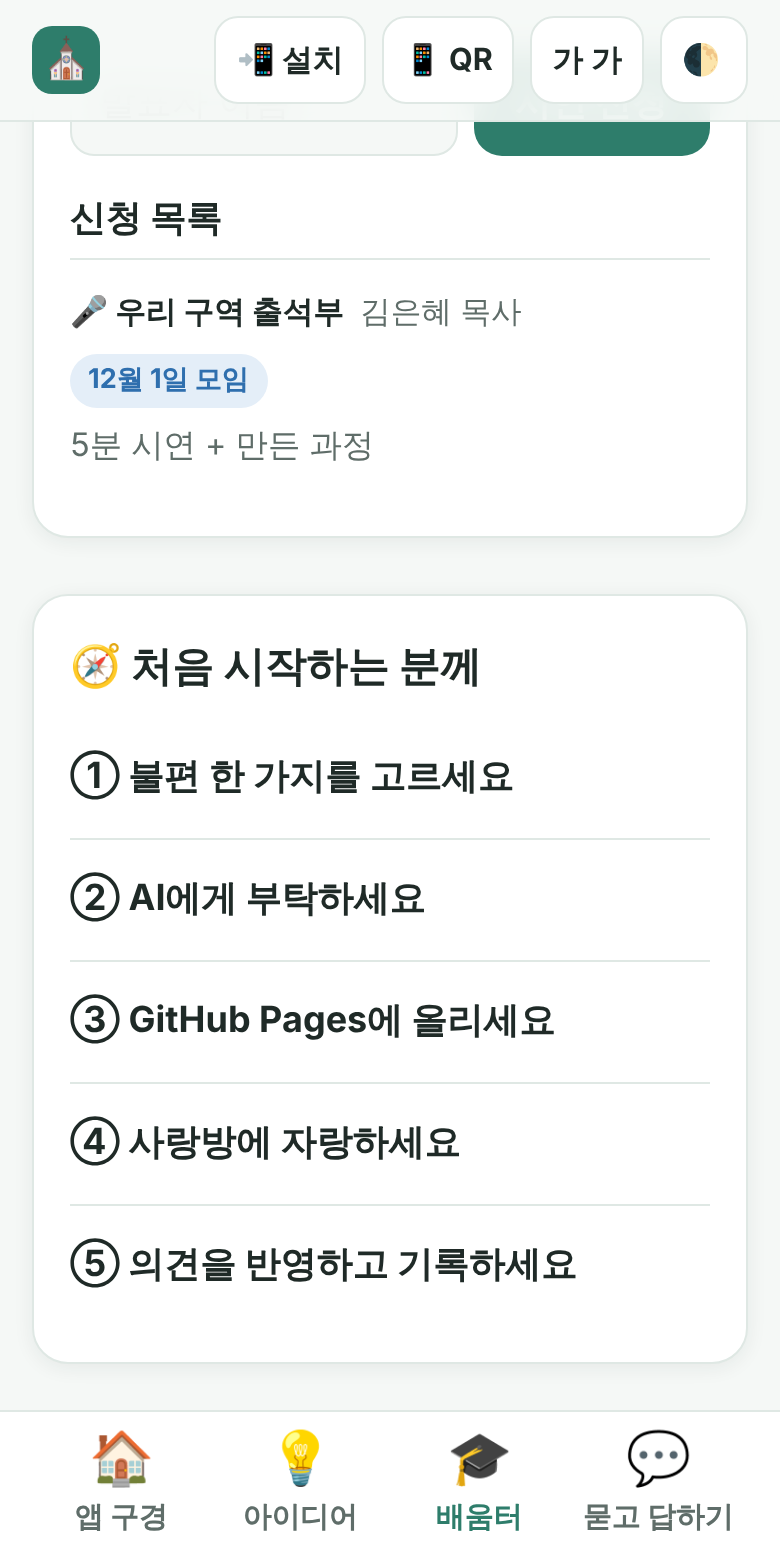 설치
QR
가 가
신청 목록
우리 구역 출석부 김은혜 목사
12월 1일 모임
5분 시연 + 만든 과정
처음 시작하는 분께
① 불편 한 가지를 고르세요
② AI에게 부탁하세요
③ GitHub Pages에 올리세요
④ 사랑방에 자랑하세요
⑤ 의견을 반영하고 기록하세요
앱 구경
아이디어
배움터
묻고 답하기